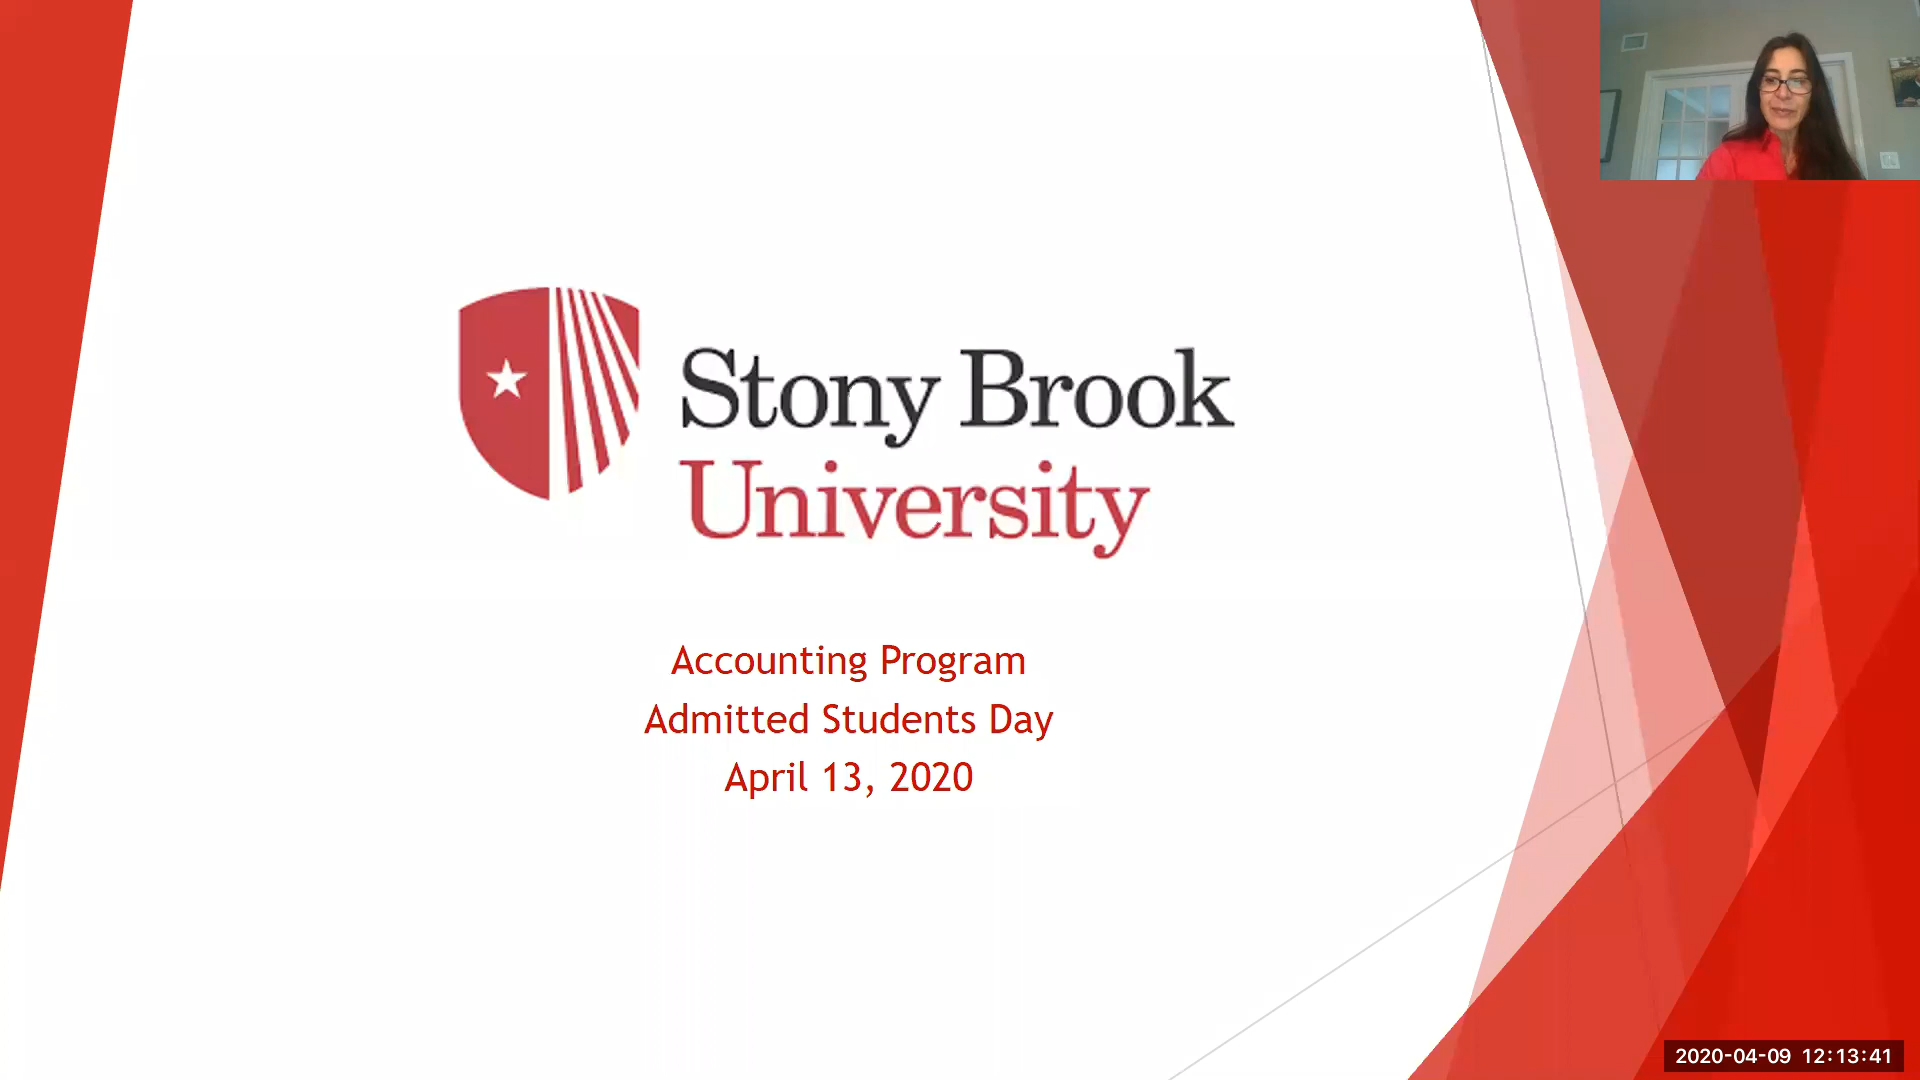 Stony Brook
University
Accounting Program
Admitted Students Day
April 13, 2020
2020-04-09 12:13:41